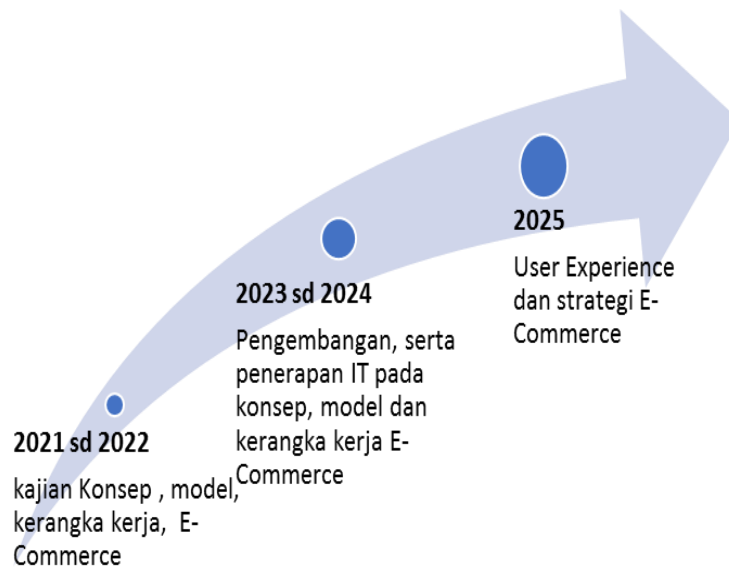 2021 sd 2022
kajian Konsep , model,
kerangka kerja, E-
Commerce
2023 sd 2024
Pengembangan, serta
penerapan IT pada
konsep, model dan
kerangka kerja E-
Commerce
2025
User Experience
dan strategi E-
Commerce